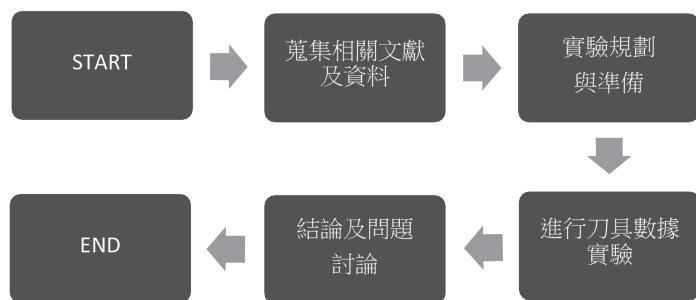 START
蒐集相關文獻
及資料
實驗規劃
與準備
進行刀具數據
實驗
結論及問題
討論
END